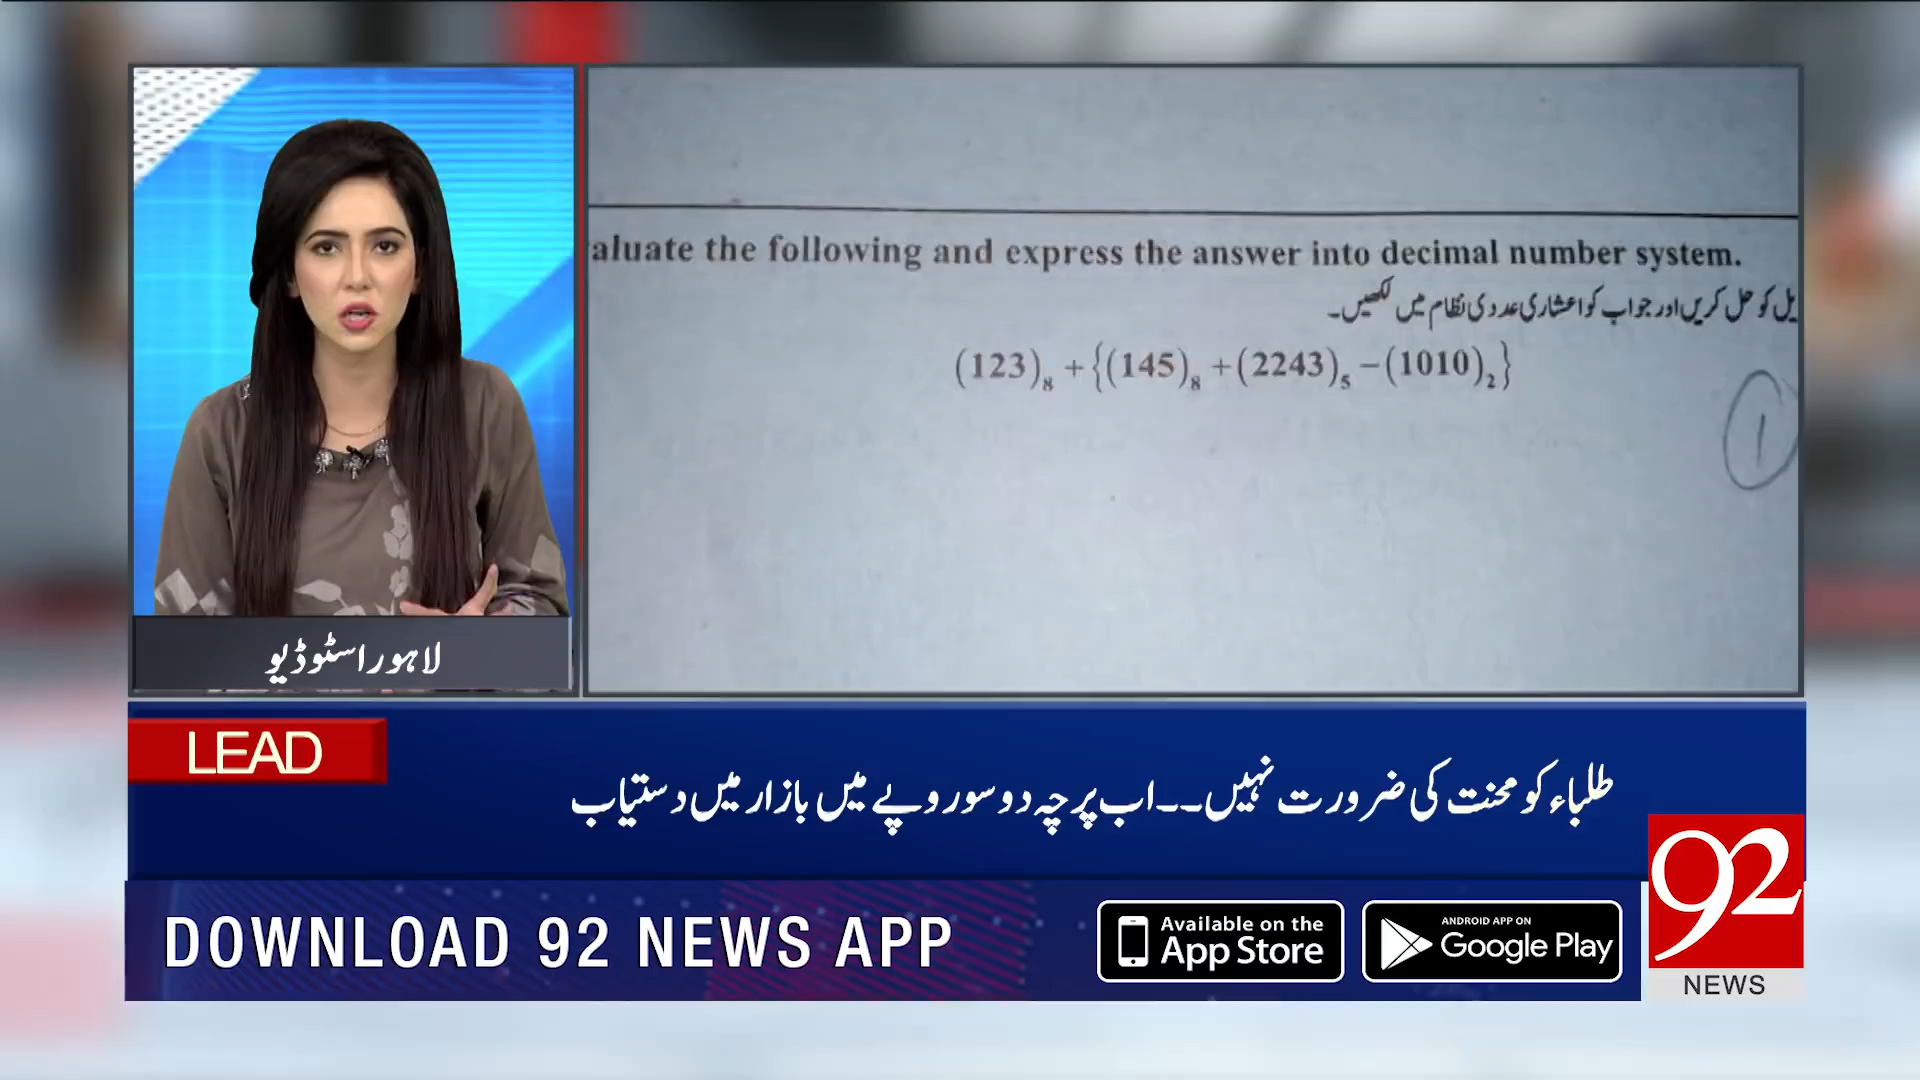 aluate the following and express the answer into decimal number system.
یل کو حل کریں اور جواب کو اعشاری عددی نظام میں لکھیں۔
(123)₈ + {(145)₈ + (2243)₅ − (1010)₂}
1
لاہور اسٹوڈیو
LEAD
طلباء کو محنت کی ضرورت نہیں۔۔اب پرچہ دو سو روپے میں بازار میں دستیاب
DOWNLOAD 92 NEWS APP
Available on the
App Store
ANDROID APP ON
Google Play
92
NEWS